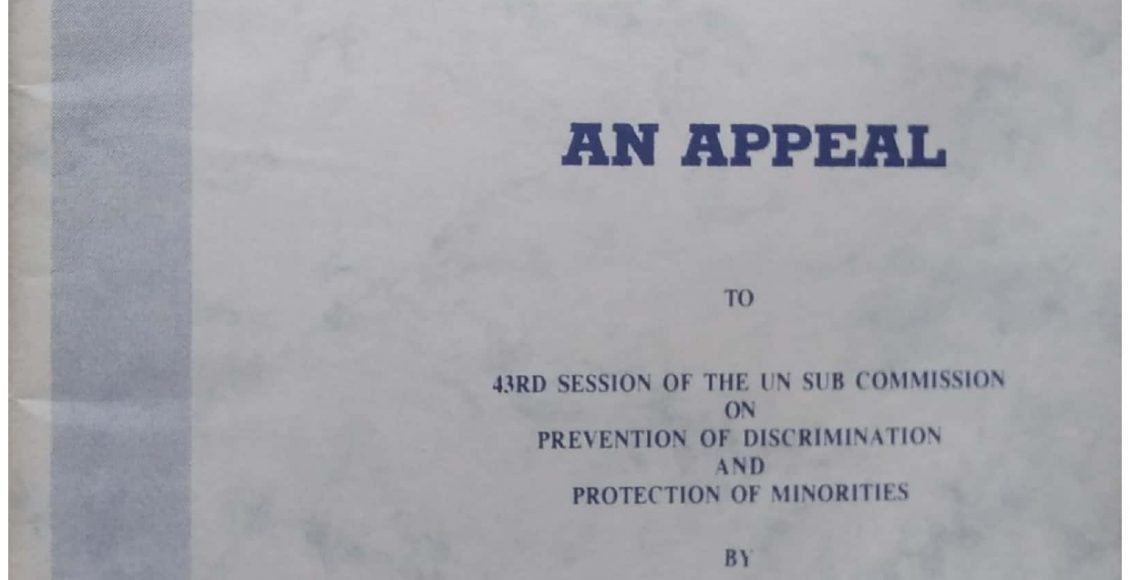 AN APPEAL
TO
43RD SESSION OF THE UN SUB COMMISSION
ON
PREVENTION OF DISCRIMINATION
AND
PROTECTION OF MINORITIES
BY